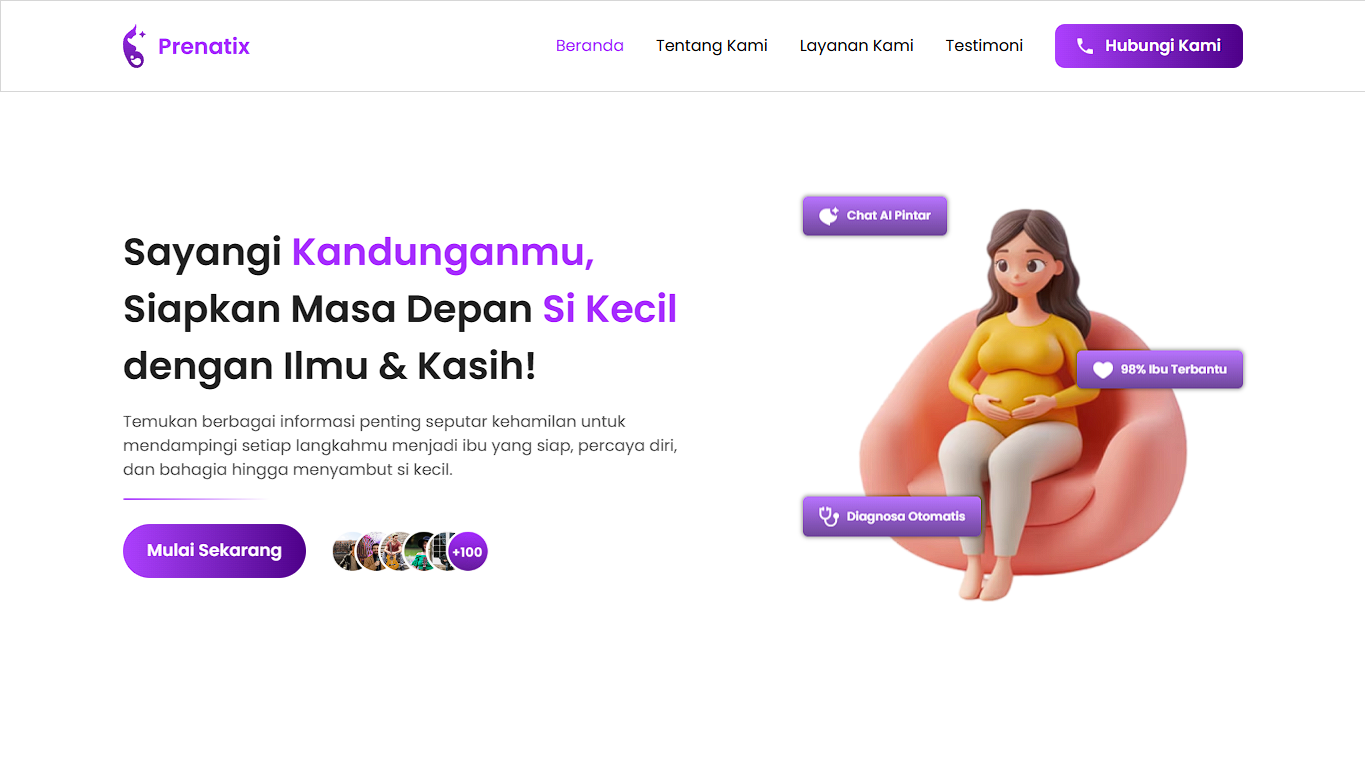 Prenatix
Beranda
Tentang Kami
Layanan Kami
Testimoni
Hubungi Kami
Sayangi Kandunganmu,
Siapkan Masa Depan Si Kecil
dengan Ilmu & Kasih!
Temukan berbagai informasi penting seputar kehamilan untuk
mendampingi setiap langkahmu menjadi ibu yang siap, percaya diri,
dan bahagia hingga menyambut si kecil.
Mulai Sekarang
+100
Chat AI Pintar
98% Ibu Terbantu
Diagnosa Otomatis